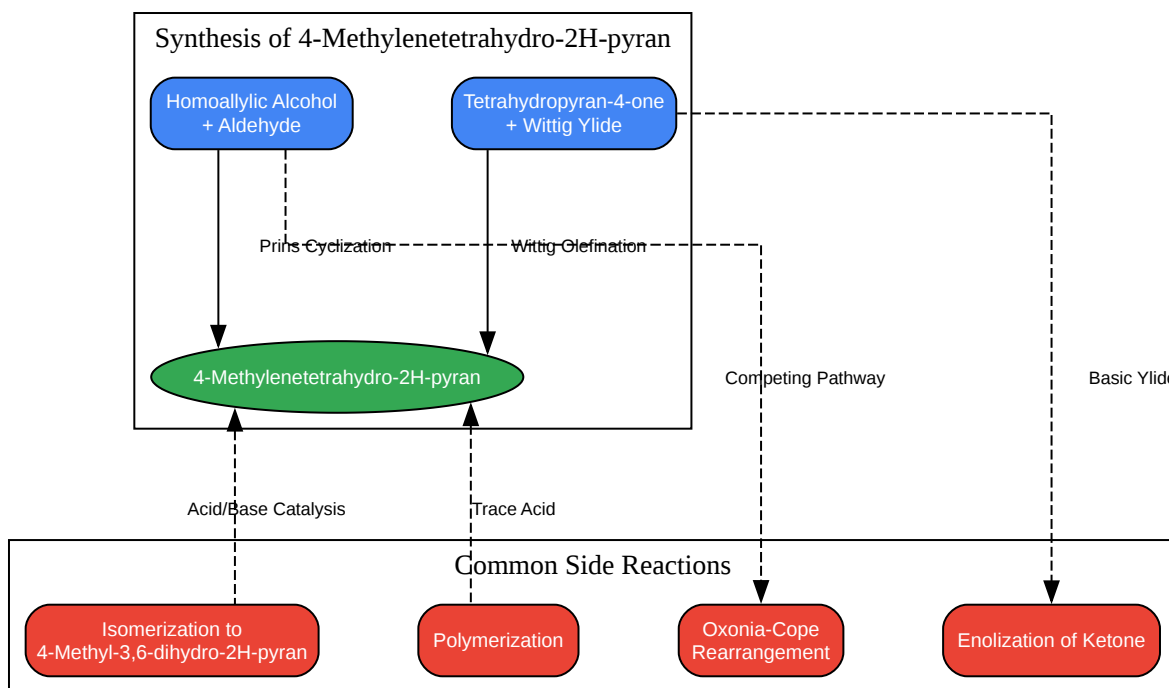 Synthesis of 4-Methylenetetrahydro-2H-pyran
Homoallylic Alcohol
+ Aldehyde
Tetrahydropyran-4-one
+ Wittig Ylide
Prins Cyclization
Wittig Olefination
4-Methylenetetrahydro-2H-pyran
Competing Pathway
Basic Ylide
Acid/Base Catalysis
Trace Acid
Common Side Reactions
Isomerization to
4-Methyl-3,6-dihydro-2H-pyran
Polymerization
Oxonia-Cope
Rearrangement
Enolization of Ketone